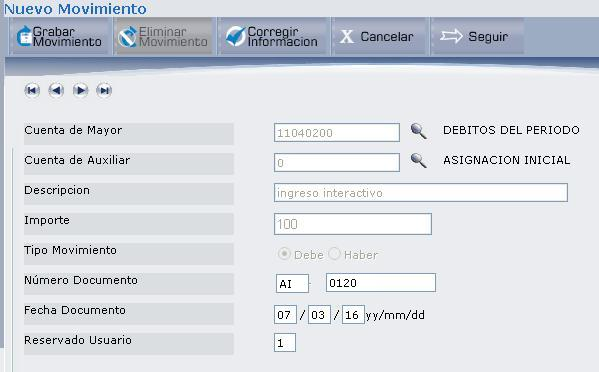 Nuevo Movimiento
Grabar Movimiento Eliminar Movimiento Corregir Informacion X Cancelar Seguir
Cuenta de Mayor 11040200 DEBITOS DEL PERIODO
Cuenta de Auxiliar 0 ASIGNACION INICIAL
Descripcion ingreso interactivo
Importe 100
Tipo Movimiento Debe Haber
Número Documento AI - 0120
Fecha Documento 07 / 03 / 16 yy/mm/dd
Reservado Usuario 1